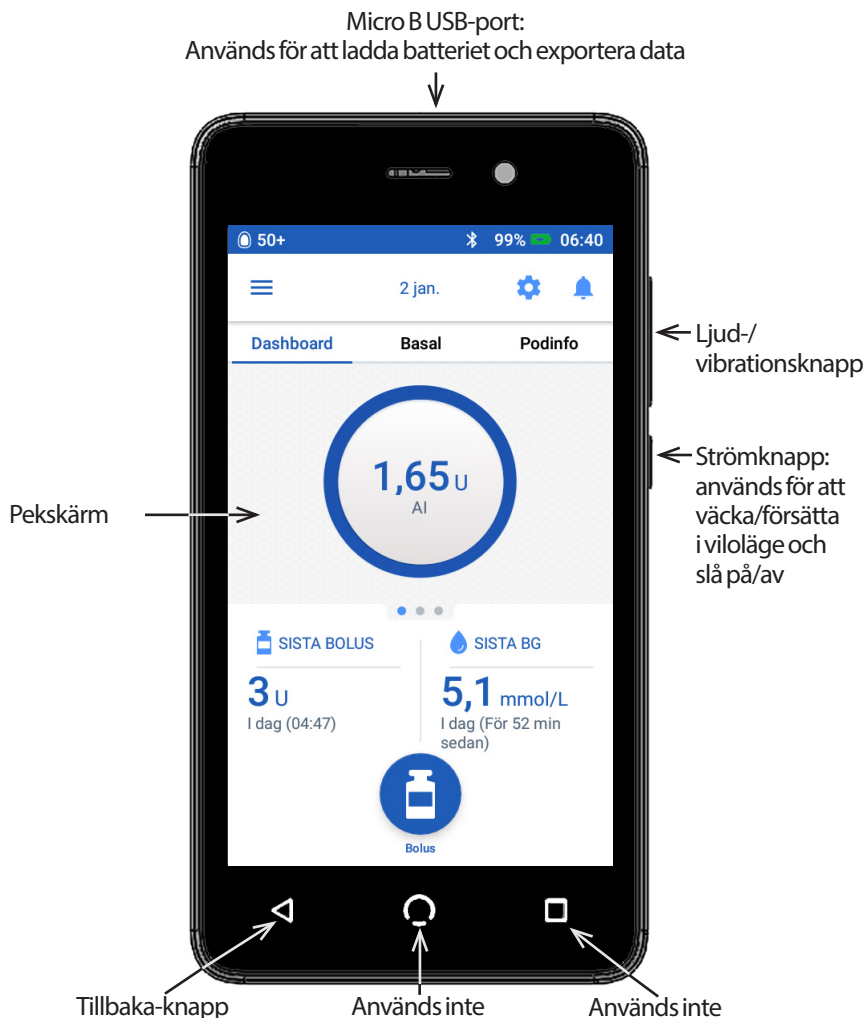 Micro B USB-port:
Används för att ladda batteriet och exportera data
50+
99% 06:40
2 jan.
Dashboard Basal Podinfo
1,65 U
AI
Ljud-/
vibrationsknapp
Strömknapp:
används för att
väcka/försätta
i viloläge och
slå på/av
Pekskärm
SISTA BOLUS
3 U
I dag (04:47)
SISTA BG
5,1 mmol/L
I dag (För 52 min
sedan)
Bolus
Tillbaka-knapp
Används inte
Används inte